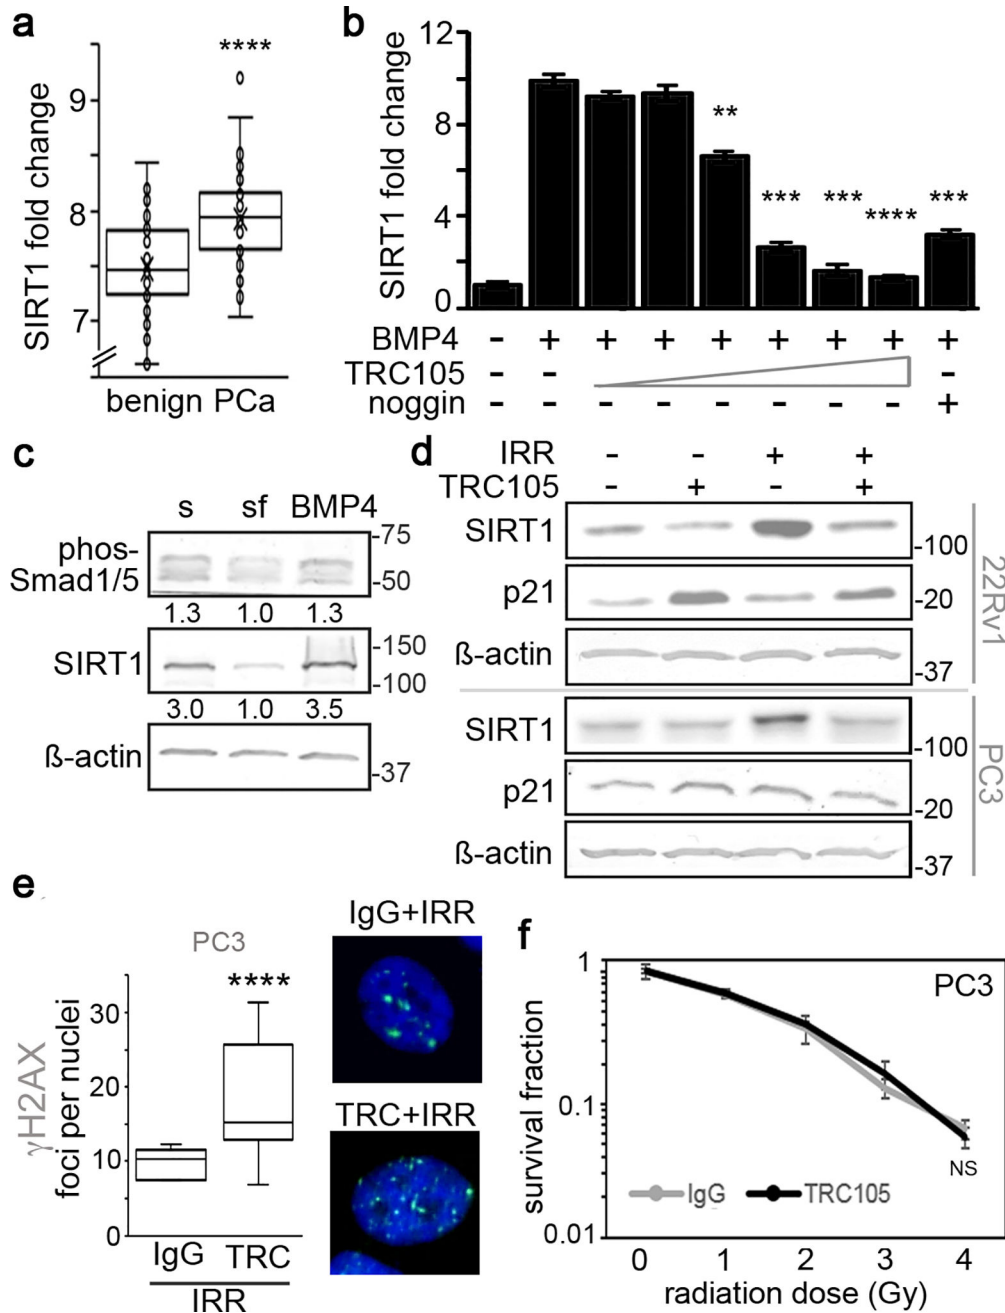 a
****
SIRT1 fold change
9
8
7
benign PCa
b
SIRT1 fold change
12
8
4
0
** *** *** **** ***
BMP4 - + + + + + + + +
TRC105 - - -
noggin - - - - - - - - +
c
s sf BMP4
phos-Smad1/5
-75
-50
1.3 1.0 1.3
SIRT1
-150
-100
3.0 1.0 3.5
ß-actin
-37
d
IRR - - + +
TRC105 - + - +
SIRT1 -100
p21 -20
ß-actin -37
22Rv1
SIRT1 -100
p21 -20
ß-actin -37
PC3
e
PC3
γH2AX
foci per nuclei
30
20
10
0
****
IgG TRC
IRR
IgG+IRR
TRC+IRR
f
PC3
survival fraction
1
0.1
0.01
NS
IgG TRC105
0 1 2 3 4
radiation dose (Gy)